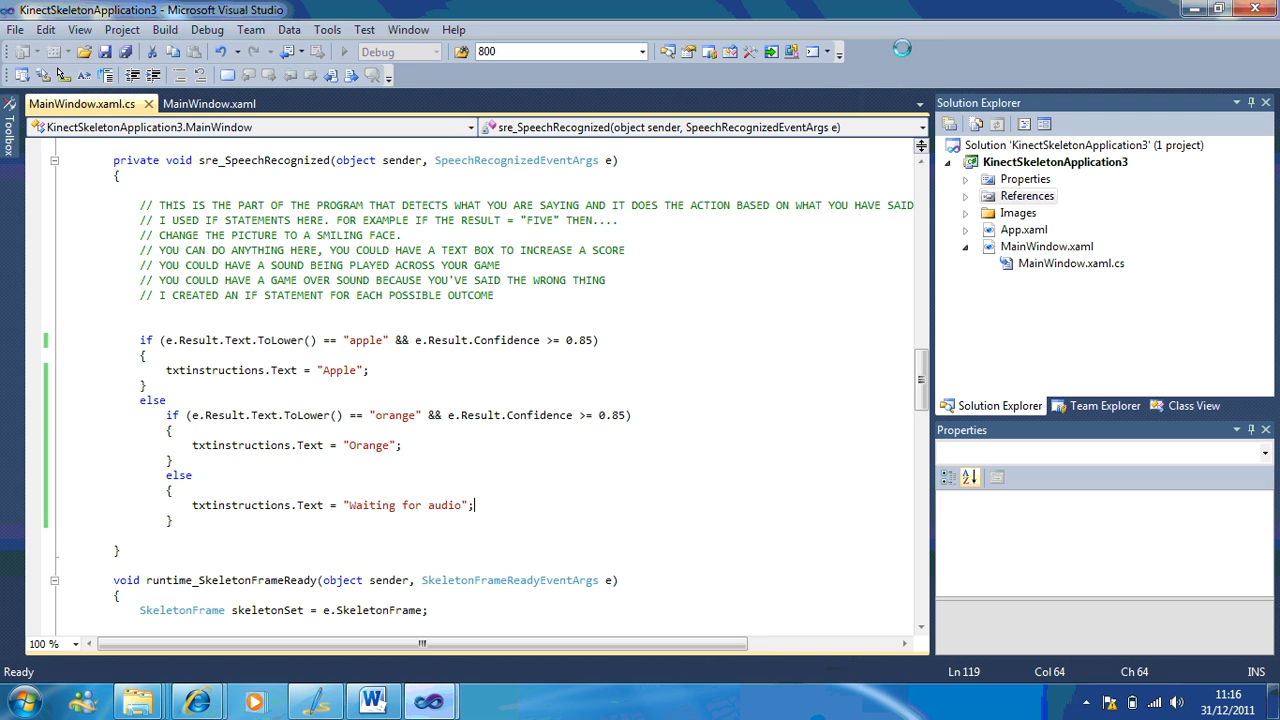 KinectSkeletonApplication3 - Microsoft Visual Studio
File Edit View Project Build Debug Team Data Tools Test Window Help
Debug 800
MainWindow.xaml.cs MainWindow.xaml
KinectSkeletonApplication3.MainWindow sre_SpeechRecognized(object sender, SpeechRecognizedEventArgs e)
Toolbox
private void sre_SpeechRecognized(object sender, SpeechRecognizedEventArgs e)
{
// THIS IS THE PART OF THE PROGRAM THAT DETECTS WHAT YOU ARE SAYING AND IT DOES THE ACTION BASED ON WHAT YOU HAVE SAID
// I USED IF STATEMENTS HERE. FOR EXAMPLE IF THE RESULT = "FIVE" THEN....
// CHANGE THE PICTURE TO A SMILING FACE.
// YOU CAN DO ANYTHING HERE, YOU COULD HAVE A TEXT BOX TO INCREASE A SCORE
// YOU COULD HAVE A SOUND BEING PLAYED ACROSS YOUR GAME
// YOU COULD HAVE A GAME OVER SOUND BECAUSE YOU'VE SAID THE WRONG THING
// I CREATED AN IF STATEMENT FOR EACH POSSIBLE OUTCOME
if (e.Result.Text.ToLower() == "apple" && e.Result.Confidence >= 0.85)
{
txtinstructions.Text = "Apple";
}
else
if (e.Result.Text.ToLower() == "orange" && e.Result.Confidence >= 0.85)
{
txtinstructions.Text = "Orange";
}
else
{
txtinstructions.Text = "Waiting for audio";
}
}
void runtime_SkeletonFrameReady(object sender, SkeletonFrameReadyEventArgs e)
{
SkeletonFrame skeletonSet = e.SkeletonFrame;
100 %
Solution Explorer
Solution 'KinectSkeletonApplication3' (1 project)
KinectSkeletonApplication3
Properties
References
Images
App.xaml
MainWindow.xaml
MainWindow.xaml.cs
Solution Explorer Team Explorer Class View
Properties
Ready Ln 119 Col 64 Ch 64 INS
11:16
31/12/2011